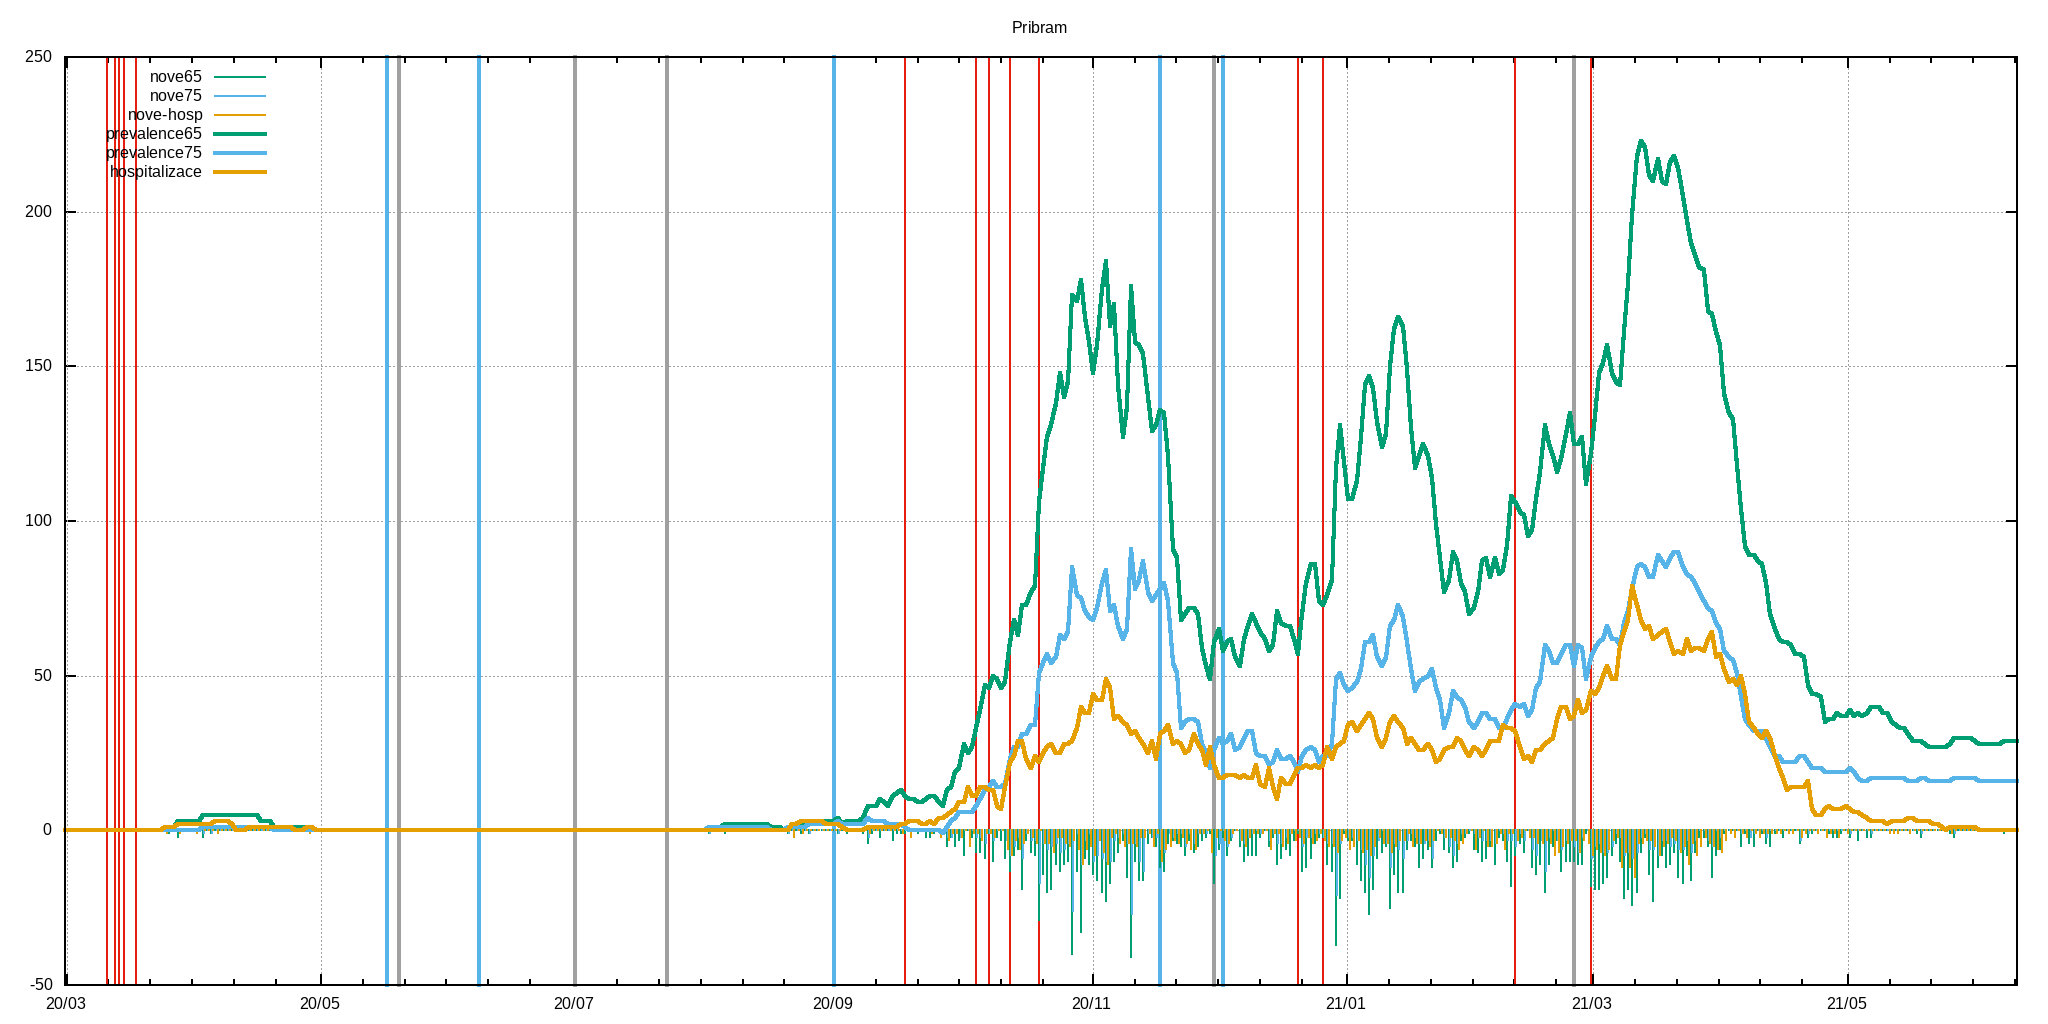 Pribram
250
200
150
100
50
0
-50
nove65
nove75
nove-hosp
prevalence65
prevalence75
hospitalizace
20/03 20/05 20/07 20/09 20/11 21/01 21/03 21/05